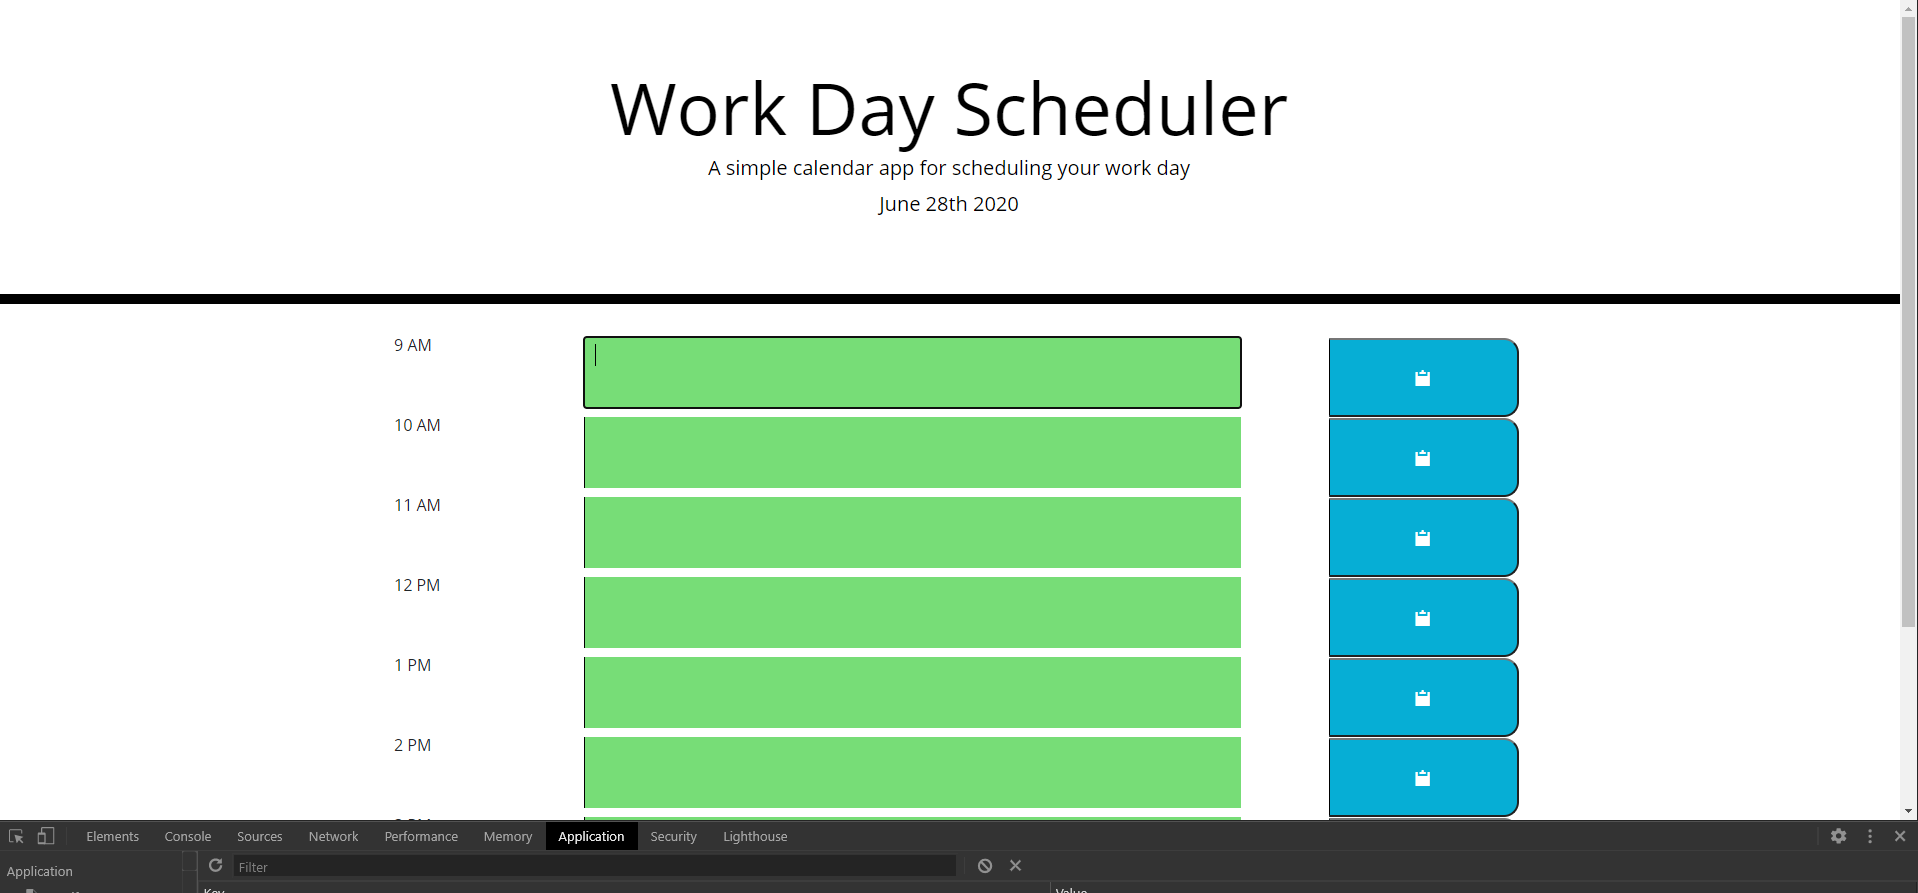 Work Day Scheduler
A simple calendar app for scheduling your work day
June 28th 2020
9 AM
10 AM
11 AM
12 PM
1 PM
2 PM
Elements Console Sources Network Performance Memory Application Security Lighthouse
Application
Filter
Key Value